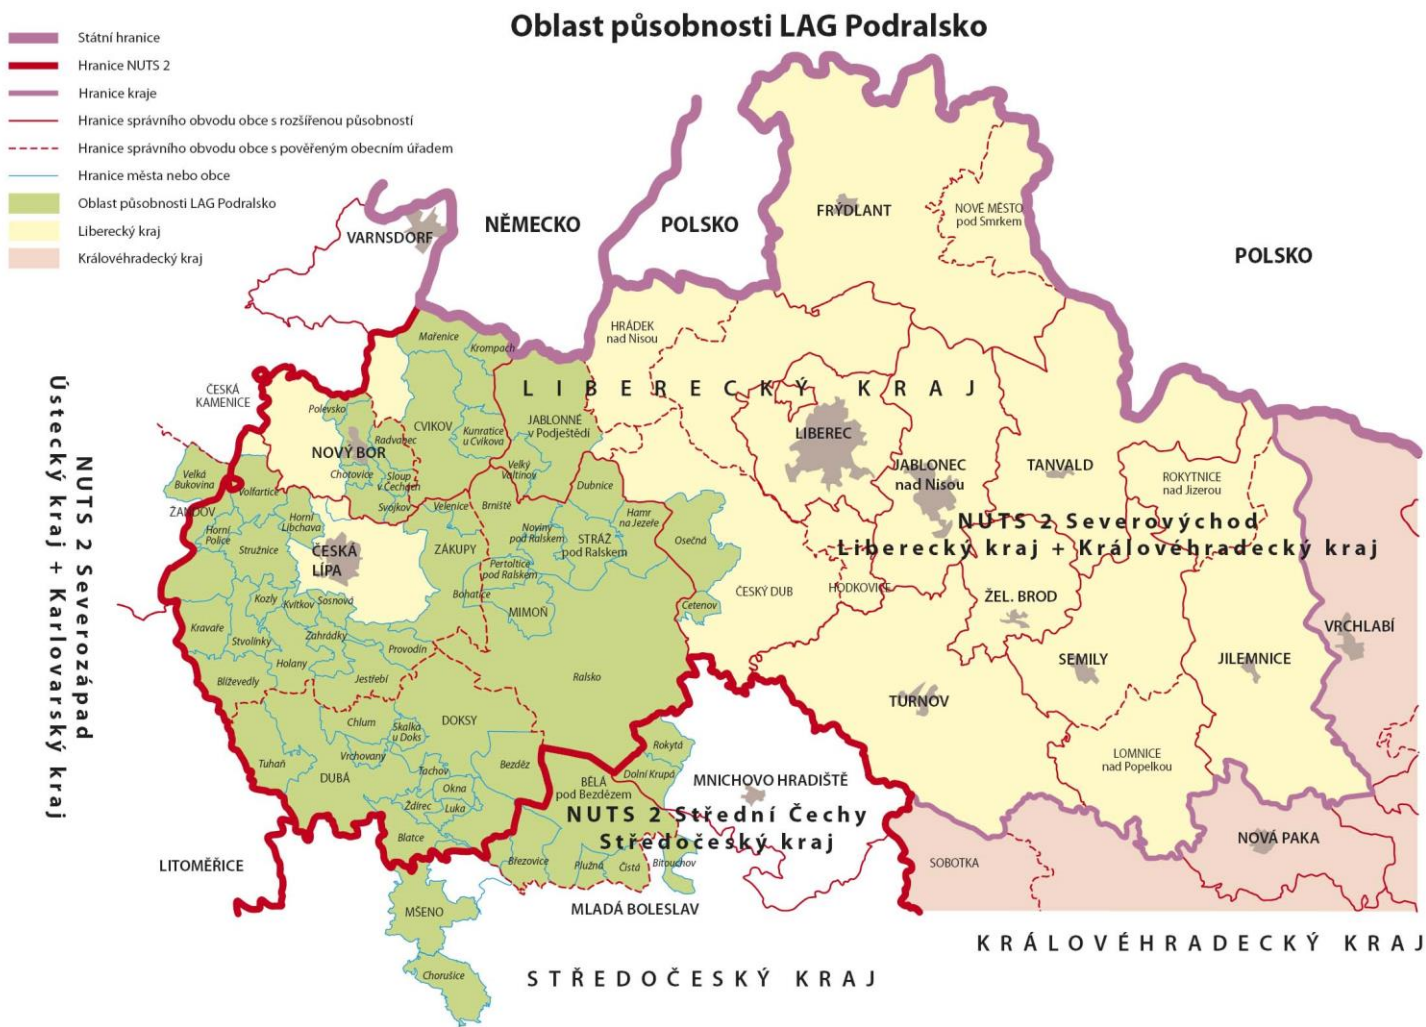 Oblast působnosti LAG Podralsko
Státní hranice
Hranice NUTS 2
Hranice kraje
Hranice správního obvodu obce s rozšířenou působností
Hranice správního obvodu obce s pověřeným obecním úřadem
Hranice města nebo obce
Oblast působnosti LAG Podralsko
Liberecký kraj
Královéhradecký kraj
VARNSDORF
NĚMECKO
POLSKO
FRÝDLANT
NOVÉ MĚSTO
pod Smrkem
POLSKO
HRÁDEK
nad Nisou
Mařenice
Krompach
LIBERECKÝ KRAJ
ČESKÁ
KAMENICE
Polevsko
CVIKOV
Kunratice
u Cvikova
JABLONNÉ
v Podještědí
NOVÝ BOR
Radvanec
Chotovice
Sloup
v Čechách
Svojkov
Velký
Valtinov
Dubnice
LIBEREC
JABLONEC
nad Nisou
TANVALD
ROKYTNICE
nad Jizerou
Velká
Bukovina
Volfartice
ŽANDOV
Horní
Police
Horní
Libchava
Stružnice
ČESKÁ
LÍPA
Velenice
Brniště
ZÁKUPY
Noviny
pod Ralskem
STRÁŽ
pod Ralskem
Hamr
na Jezeře
Osečná
Pertoltice
pod Ralskem
Bohatice
MIMOŇ
Cetenov
ČESKÝ DUB
HODKOVICE
NUTS 2 Severovýchod
Liberecký kraj + Královéhradecký kraj
ŽEL. BROD
VRCHLABÍ
SEMILY
JILEMNICE
TURNOV
LOMNICE
nad Popelkou
Kozly
Kvítkov
Sosnová
Kravaře
Stvolínky
Zahrádky
Provodín
Holany
Blíževedly
Jestřebí
Ralsko
Chlum
Skalka
u Doks
DOKSY
Vrchovany
Tuhaň
DUBÁ
Tachov
Bezděz
Okna
Ždírec
Luka
Blatce
Rokytá
Dolní Krupá
BĚLÁ
pod Bezdězem
MNICHOVO HRADIŠTĚ
NUTS 2 Střední Čechy
Středočeský kraj
Březovice
Plužná
Čistá
Bítouchov
NOVÁ PAKA
SOBOTKA
LITOMĚŘICE
MŠENO
MLADÁ BOLESLAV
Chorušice
STŘEDOČESKÝ KRAJ
KRÁLOVÉHRADECKÝ KRAJ
NUTS 2 Severozápad
Ústecký kraj + Karlovarský kraj